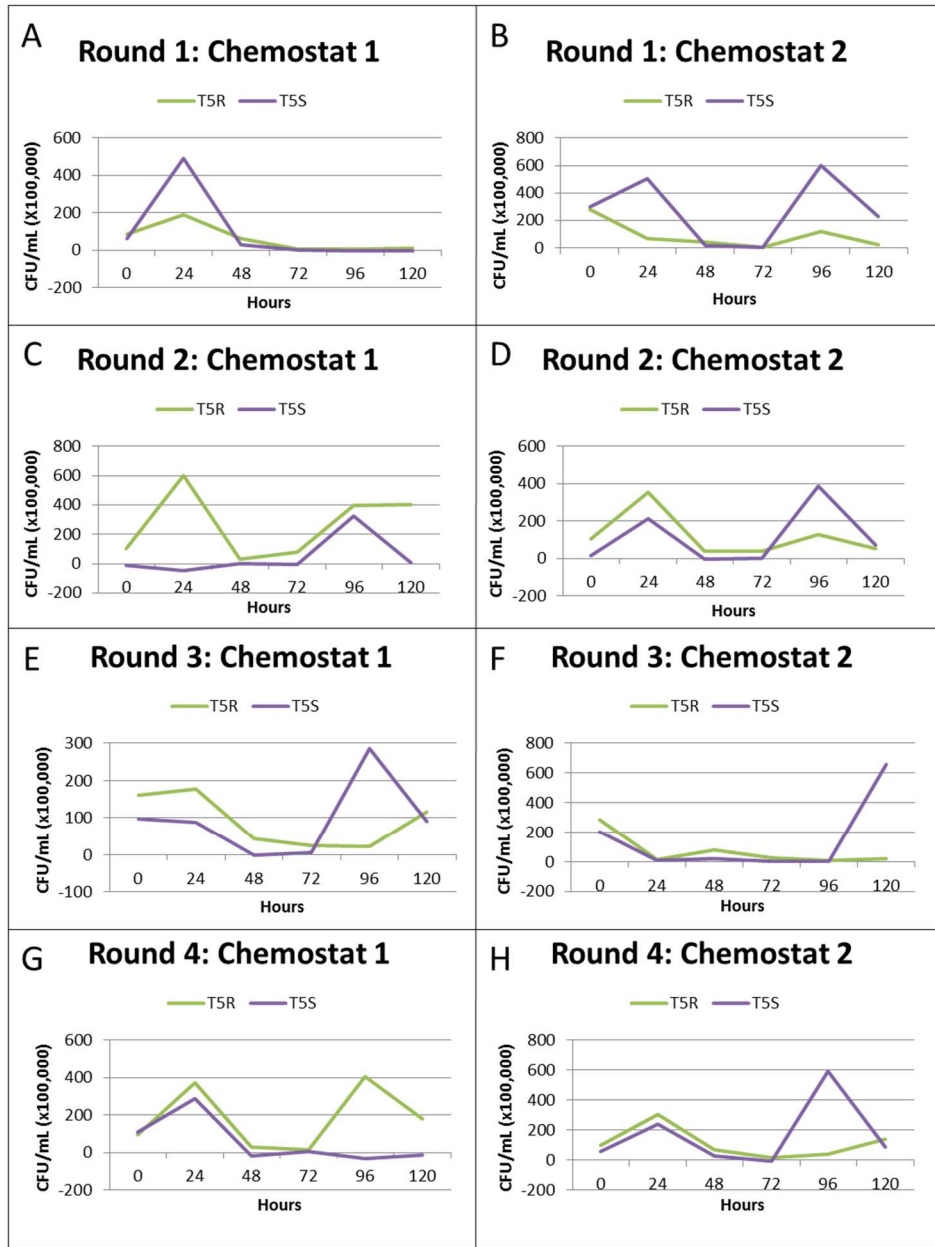 A
Round 1: Chemostat 1
T5R T5S
CFU/mL (x100,000)
600
400
200
0
-200
0 24 48 72 96 120
Hours
B
Round 1: Chemostat 2
T5R T5S
CFU/mL (x100,000)
800
600
400
200
0
-200
0 24 48 72 96 120
Hours
C
Round 2: Chemostat 1
T5R T5S
CFU/mL (x100,000)
800
600
400
200
0
-200
0 24 48 72 96 120
Hours
D
Round 2: Chemostat 2
T5R T5S
CFU/mL (x100,000)
600
400
200
0
-200
0 24 48 72 96 120
Hours
E
Round 3: Chemostat 1
T5R T5S
CFU/mL (x100,000)
300
200
100
0
-100
0 24 48 72 96 120
Hours
F
Round 3: Chemostat 2
T5R T5S
CFU/mL (x100,000)
800
600
400
200
0
-200
0 24 48 72 96 120
Hours
G
Round 4: Chemostat 1
T5R T5S
CFU/mL (x100,000)
600
400
200
0
-200
0 24 48 72 96 120
Hours
H
Round 4: Chemostat 2
T5R T5S
CFU/mL (x100,000)
800
600
400
200
0
-200
0 24 48 72 96 120
Hours